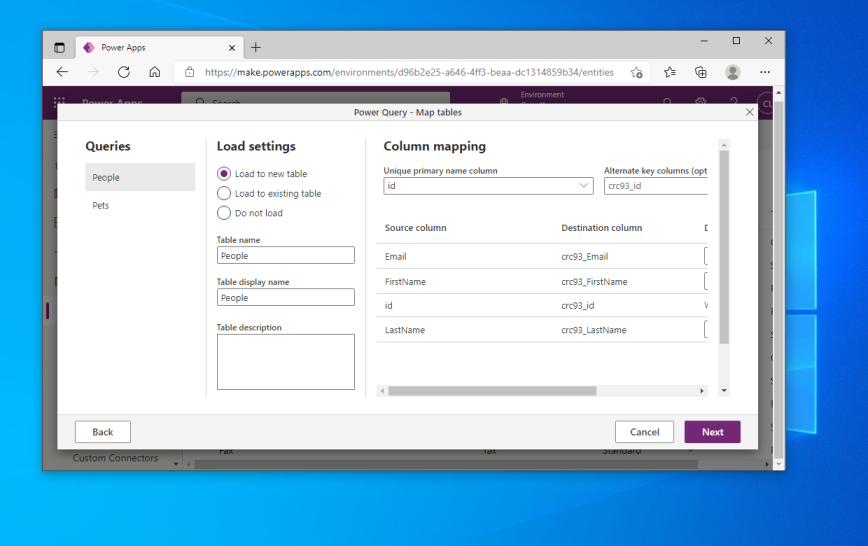 Power Apps
https://make.powerapps.com/environments/d96b2e25-a646-4ff3-beaa-dc1314859b34/entities
Power Apps
Search
Environment
CL
Power Query - Map tables
Queries
People
Pets
Load settings
Load to new table
Load to existing table
Do not load
Table name
People
Table display name
People
Table description
Column mapping
Unique primary name column
id
Alternate key columns (opt
crc93_id
Source column Destination column
Email crc93_Email
FirstName crc93_FirstName
id crc93_id
LastName crc93_LastName
Back
Cancel
Next
Custom Connectors
Fax Standard